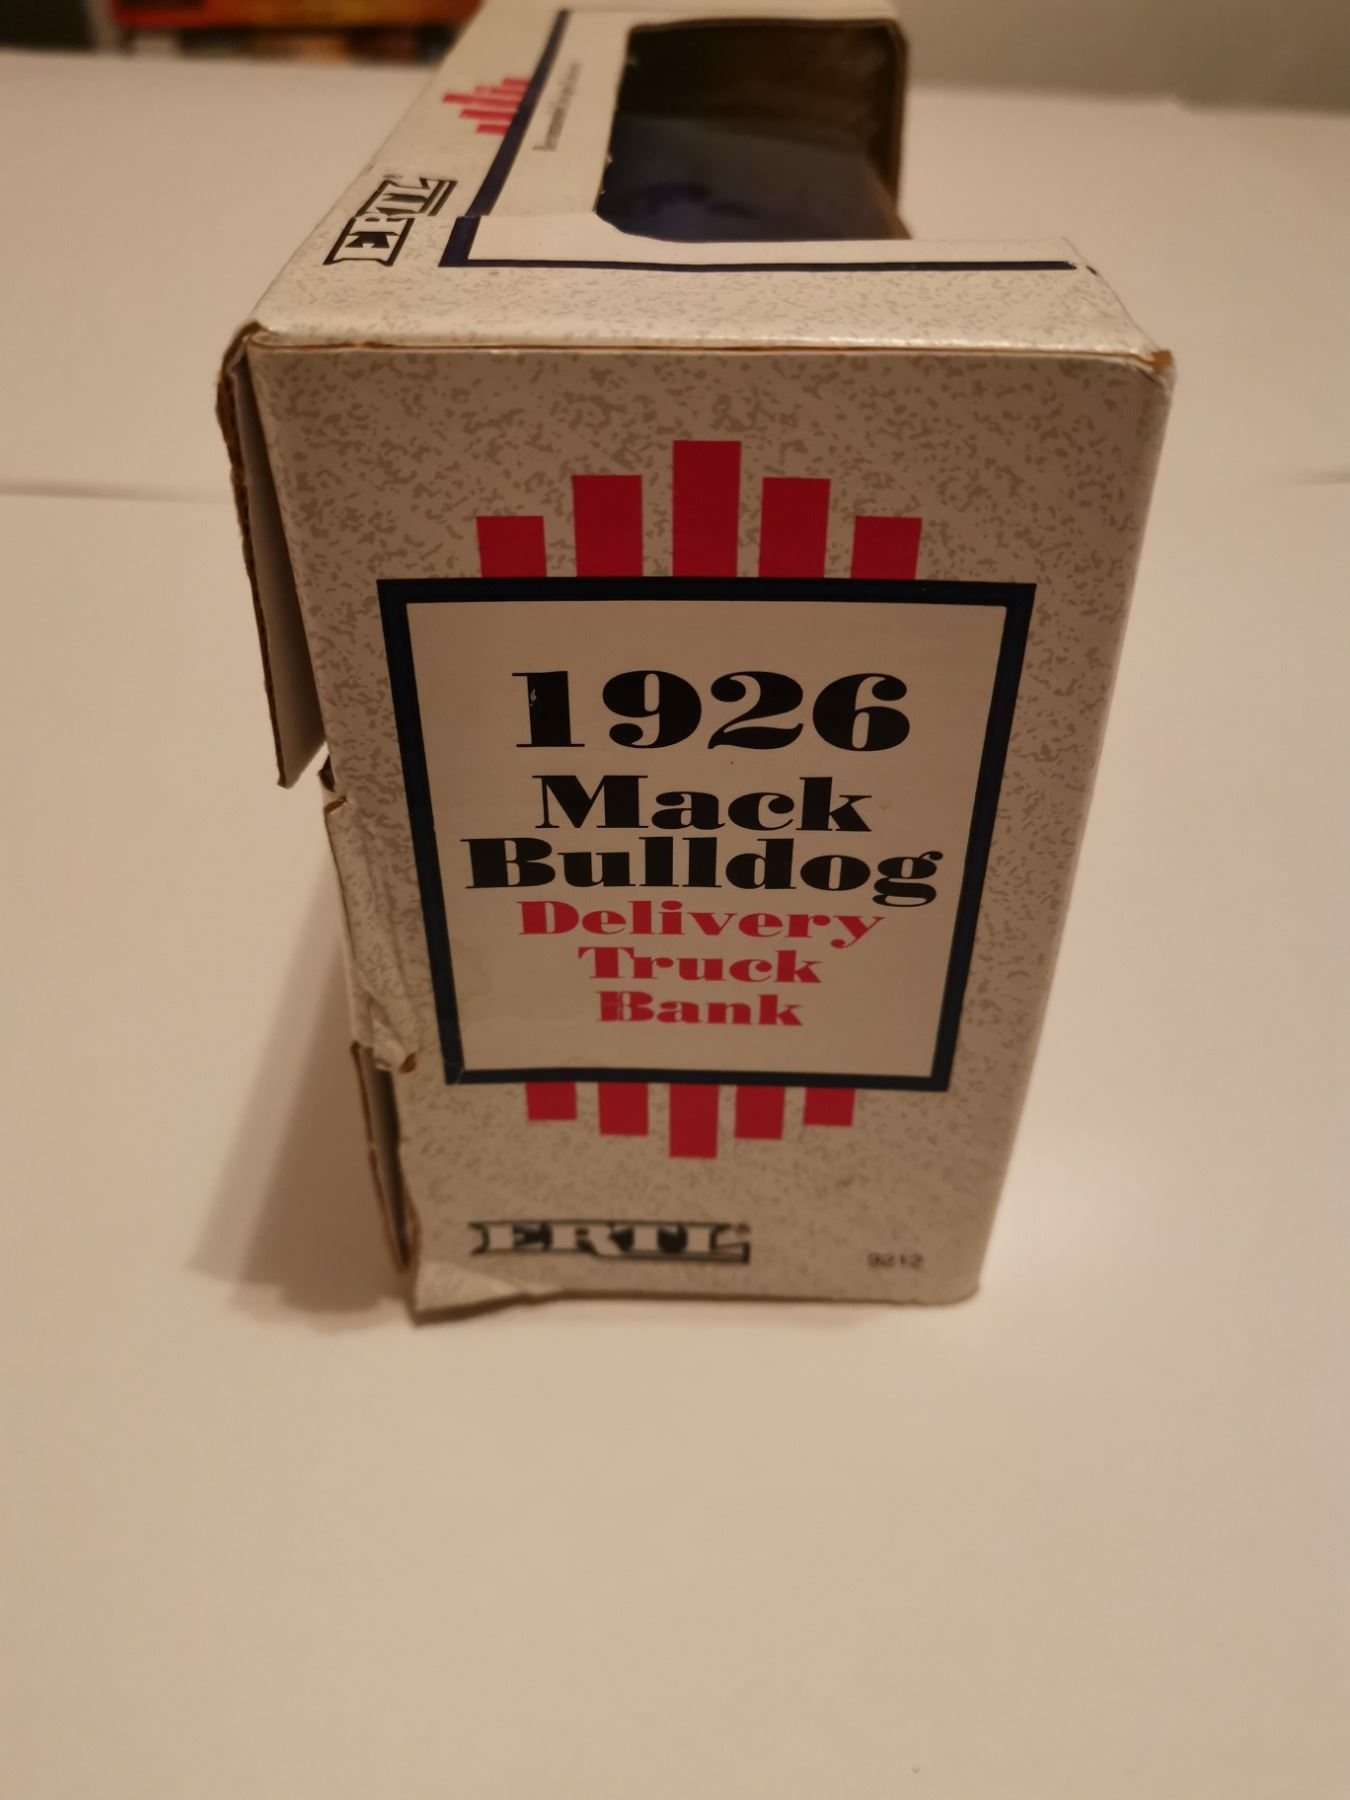 ERTL
1926
Mack
Bulldog
Delivery
Truck
Bank
ERTL®
9212